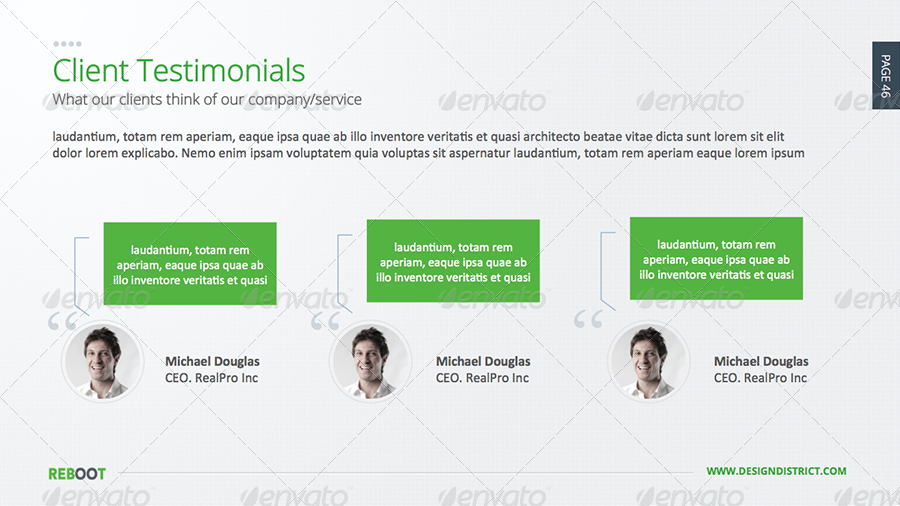 Client Testimonials
What our clients think of our company/service
PAGE 46
laudantium, totam rem aperiam, eaque ipsa quae ab illo inventore veritatis et quasi architecto beatae vitae dicta sunt lorem sit elit
dolor lorem explicabo. Nemo enim ipsam voluptatem quia voluptas sit aspernatur laudantium, totam rem aperiam eaque lorem ipsum
laudantium, totam rem
aperiam, eaque ipsa quae ab
illo inventore veritatis et quasi
laudantium, totam rem
aperiam, eaque ipsa quae ab
illo inventore veritatis et quasi
laudantium, totam rem
aperiam, eaque ipsa quae ab
illo inventore veritatis et quasi
Michael Douglas
CEO. RealPro Inc
Michael Douglas
CEO. RealPro Inc
Michael Douglas
CEO. RealPro Inc
REBOOT
WWW.DESIGNDISTRICT.COM
envato